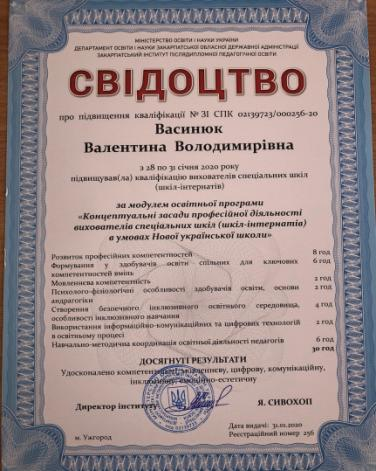 МІНІСТЕРСТВО ОСВІТИ І НАУКИ УКРАЇНИ
ДЕПАРТАМЕНТ ОСВІТИ І НАУКИ ЗАКАРПАТСЬКОЇ ОБЛАСНОЇ ДЕРЖАВНОЇ АДМІНІСТРАЦІЇ
ЗАКАРПАТСЬКИЙ ІНСТИТУТ ПІСЛЯДИПЛОМНОЇ ПЕДАГОГІЧНОЇ ОСВІТИ
СВІДОЦТВО
про підвищення кваліфікації № ЗІ СПК 02139723/000256-20
Васинюк
Валентина Володимирівна
з 28 по 31 січня 2020 року
підвищував(ла) кваліфікацію вихователів спеціальних шкіл
(шкіл-інтернатів)
за модулем освітньої програми
«Концептуальні засади професійної діяльності
вихователів спеціальних шкіл (шкіл-інтернатів)
в умовах Нової української школи»
Розвиток професійних компетентностей 8 год
Формування у здобувачів освіти спільних для ключових 6 год
компетентностей вмінь
Мовленнєва компетентність 2 год
Психолого-фізіологічні особливості здобувачів освіти, основи 2 год
андрагогіки
Створення безпечного інклюзивного освітнього середовища, 4 год
особливості інклюзивного навчання
Використання інформаційно-комунікаційних та цифрових технологій 2 год
в освітньому процесі
Навчально-методична координація освітньої діяльності педагогів 6 год
30 год
ДОСЯГНУТІ РЕЗУЛЬТАТИ
Удосконалено компетентності: мовленнєву, цифрову, комунікаційну,
інклюзивну, емоційно-естетичну
Директор інституту Я. СИВОХОП
Дата видачі: 31.01.2020
м. Ужгород Реєстраційний номер 256